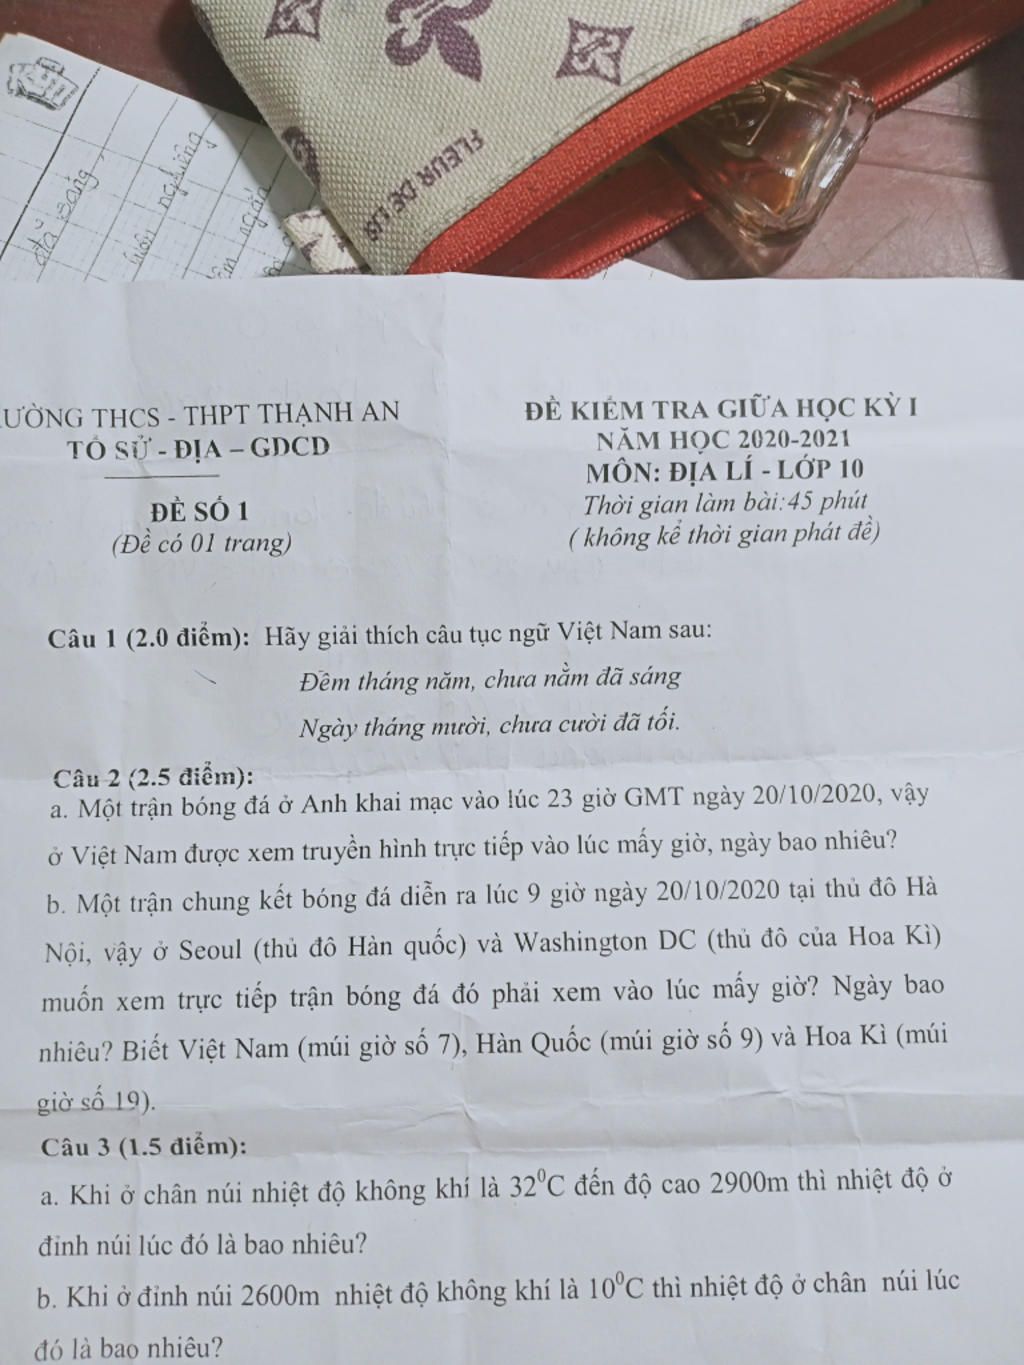 FLEUR DE LIS
đã sáng,
luôn nghiêng
ngắn
ƯỜNG THCS - THPT THẠNH AN
TỔ SỬ - ĐỊA – GDCD
ĐỀ SỐ 1
(Đề có 01 trang)
ĐỀ KIỂM TRA GIỮA HỌC KỲ I
NĂM HỌC 2020-2021
MÔN: ĐỊA LÍ - LỚP 10
Thời gian làm bài:45 phút
( không kể thời gian phát đề)
Câu 1 (2.0 điểm): Hãy giải thích câu tục ngữ Việt Nam sau:
Đêm tháng năm, chưa nằm đã sáng
Ngày tháng mười, chưa cười đã tối.
Câu 2 (2.5 điểm):
a. Một trận bóng đá ở Anh khai mạc vào lúc 23 giờ GMT ngày 20/10/2020, vậy
ở Việt Nam được xem truyền hình trực tiếp vào lúc mấy giờ, ngày bao nhiêu?
b. Một trận chung kết bóng đá diễn ra lúc 9 giờ ngày 20/10/2020 tại thủ đô Hà
Nội, vậy ở Seoul (thủ đô Hàn quốc) và Washington DC (thủ đô của Hoa Kì)
muốn xem trực tiếp trận bóng đá đó phải xem vào lúc mấy giờ? Ngày bao
nhiêu? Biết Việt Nam (múi giờ số 7), Hàn Quốc (múi giờ số 9) và Hoa Kì (múi
giờ số 19).
Câu 3 (1.5 điểm):
a. Khi ở chân núi nhiệt độ không khí là 32⁰C đến độ cao 2900m thì nhiệt độ ở
đỉnh núi lúc đó là bao nhiêu?
b. Khi ở đỉnh núi 2600m nhiệt độ không khí là 10⁰C thì nhiệt độ ở chân núi lúc
đó là bao nhiêu?